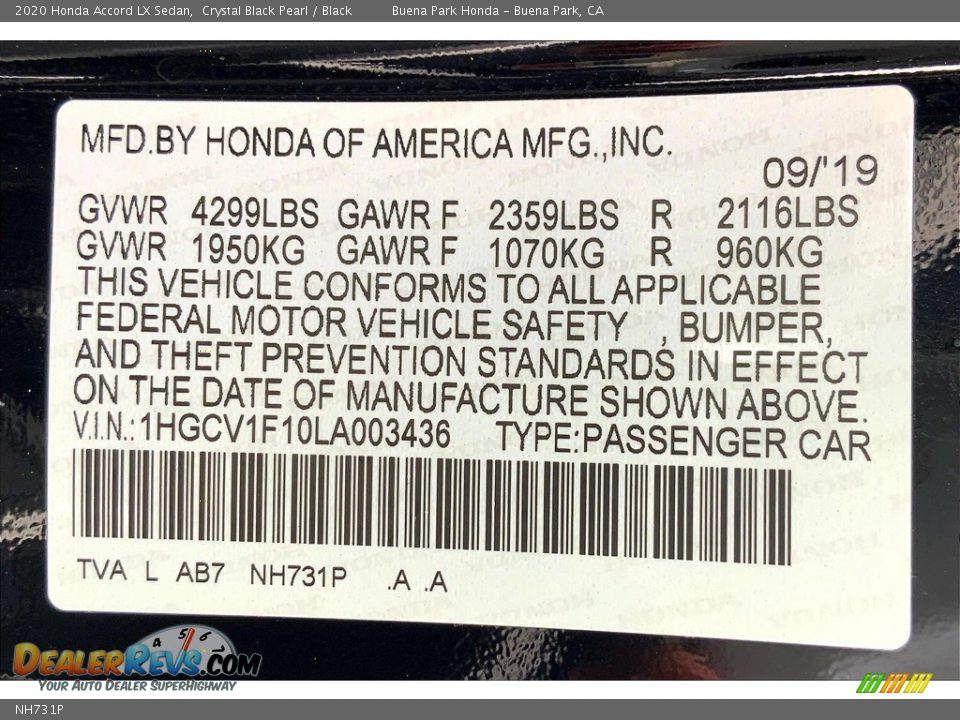 2020 Honda Accord LX Sedan,  Crystal Black Pearl / Black  Buena Park Honda - Buena Park, CA
MFD.BY HONDA OF AMERICA MFG.,INC.
09/'19
GVWR 4299LBS GAWR F 2359LBS R 2116LBS
GVWR 1950KG GAWR F 1070KG R 960KG
THIS VEHICLE CONFORMS TO ALL APPLICABLE
FEDERAL MOTOR VEHICLE SAFETY , BUMPER,
AND THEFT PREVENTION STANDARDS IN EFFECT
ON THE DATE OF MANUFACTURE SHOWN ABOVE.
V.I.N.:1HGCV1F10LA003436 TYPE:PASSENGER CAR
TVA L AB7 NH731P .A .A
4 5 6
DEALERREVS.COM
YOUR AUTO DEALER SUPERHIGHWAY
NH731P